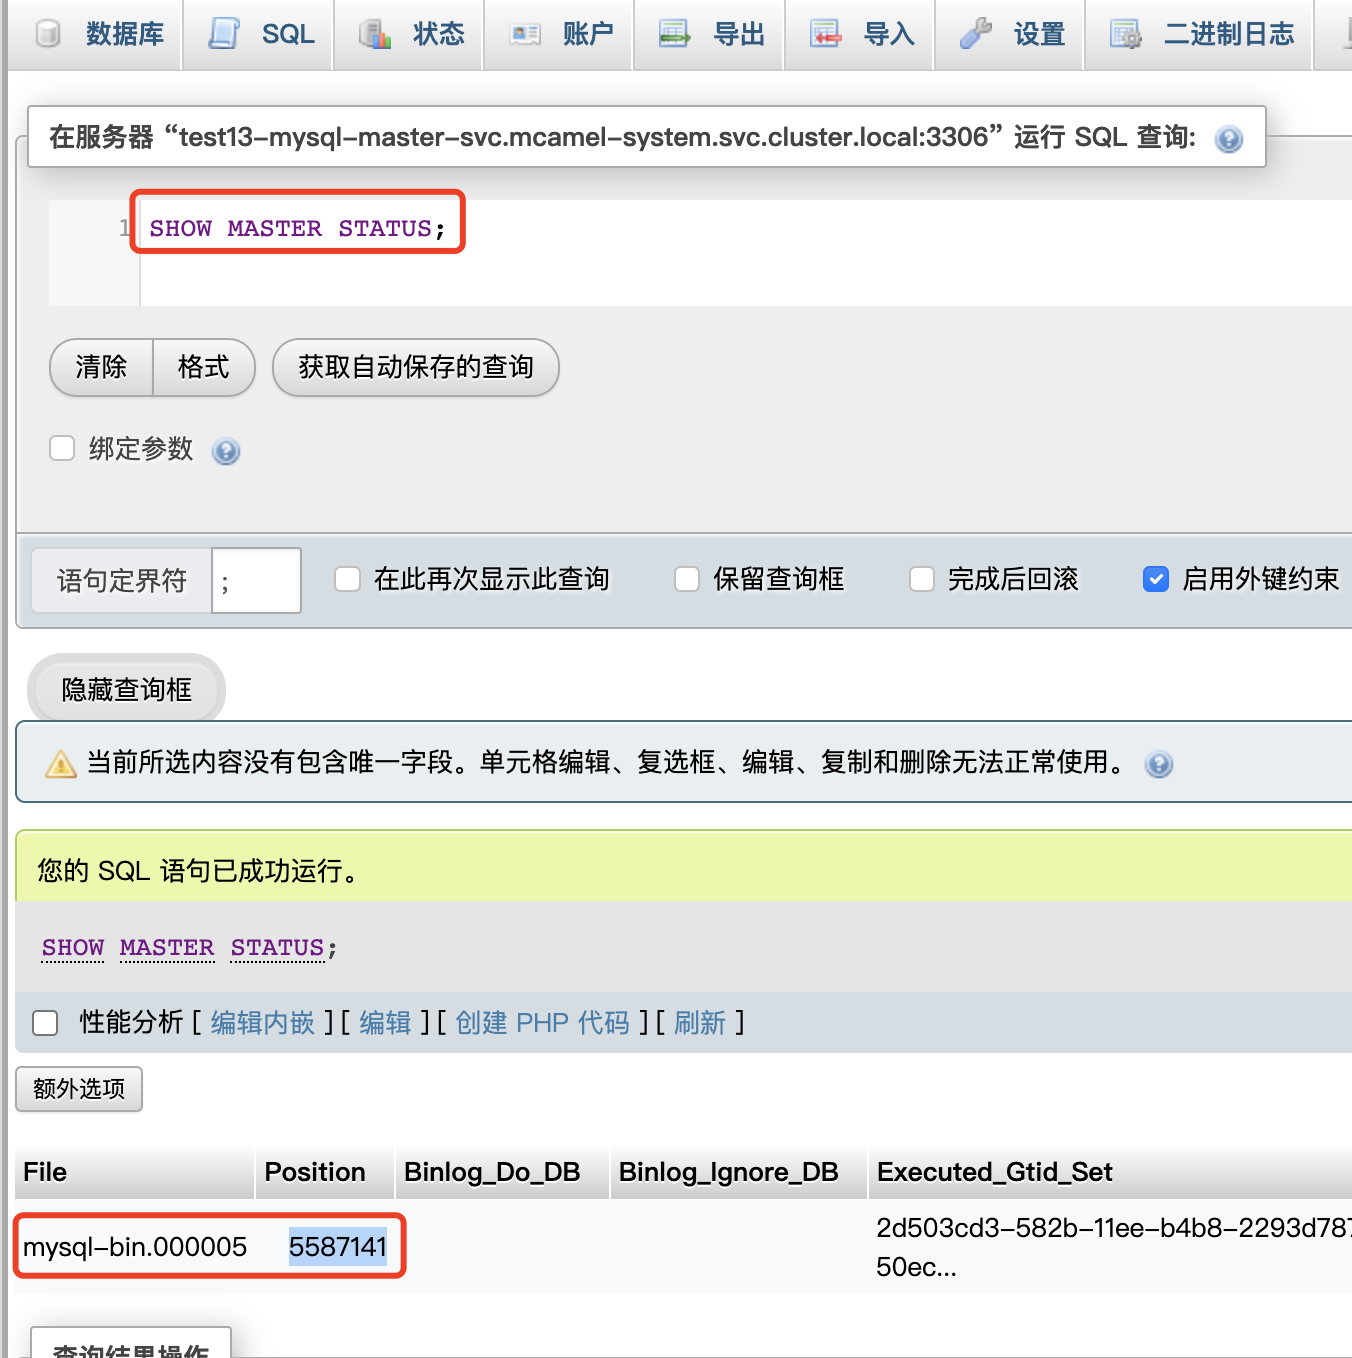 数据库 SQL 状态 账户 导出 导入 设置 二进制日志
在服务器 “test13-mysql-master-svc.mcamel-system.svc.cluster.local:3306” 运行 SQL 查询:
1 SHOW MASTER STATUS;
清除 格式 获取自动保存的查询
绑定参数
语句定界符 ; 在此再次显示此查询 保留查询框 完成后回滚 启用外键约束
隐藏查询框
当前所选内容没有包含唯一字段。单元格编辑、复选框、编辑、复制和删除无法正常使用。
您的 SQL 语句已成功运行。
SHOW MASTER STATUS;
性能分析 [ 编辑内嵌 ] [ 编辑 ] [ 创建 PHP 代码 ] [ 刷新 ]
额外选项
File Position Binlog_Do_DB Binlog_Ignore_DB Executed_Gtid_Set
mysql-bin.000005 5587141 2d503cd3-582b-11ee-b4b8-2293d787
50ec...
查询结果操作